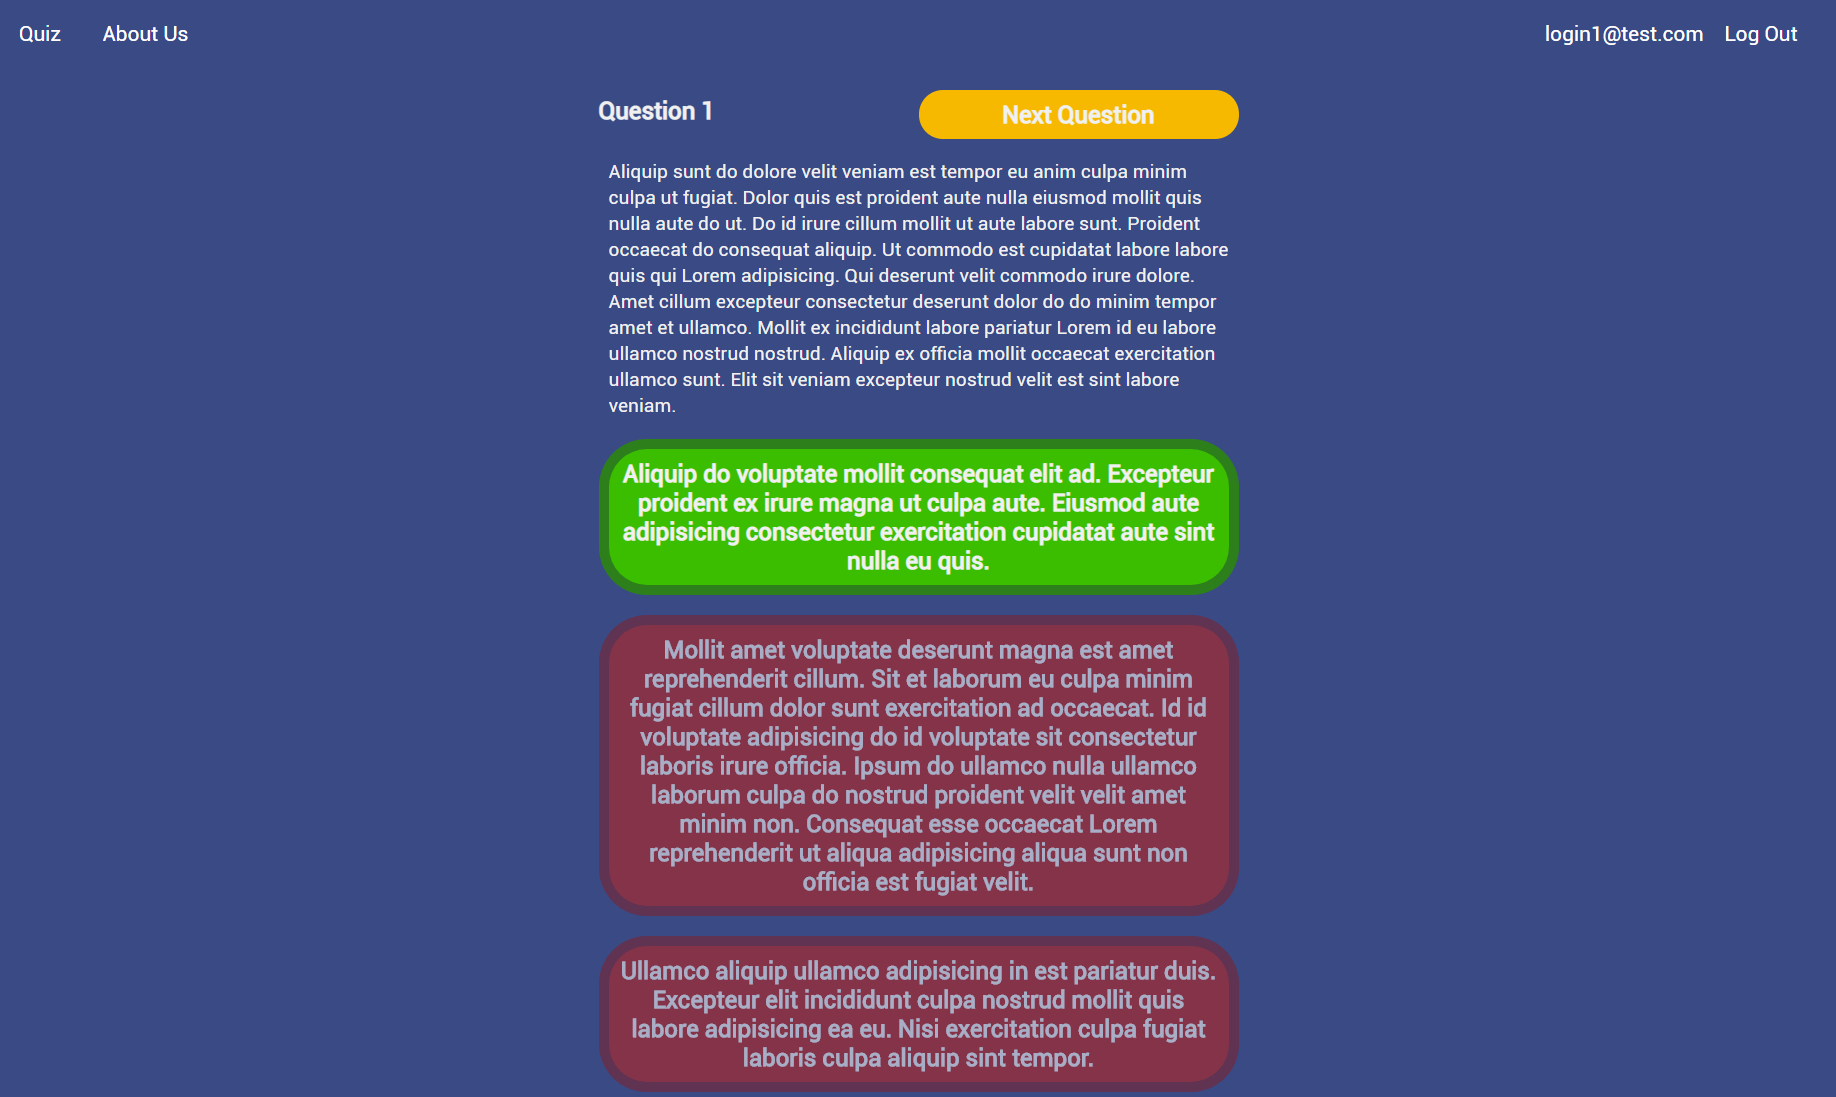 Quiz About Us login1@test.com Log Out
Question 1 Next Question
Aliquip sunt do dolore velit veniam est tempor eu anim culpa minim
culpa ut fugiat. Dolor quis est proident aute nulla eiusmod mollit quis
nulla aute do ut. Do id irure cillum mollit ut aute labore sunt. Proident
occaecat do consequat aliquip. Ut commodo est cupidatat labore labore
quis qui Lorem adipisicing. Qui deserunt velit commodo irure dolore.
Amet cillum excepteur consectetur deserunt dolor do do minim tempor
amet et ullamco. Mollit ex incididunt labore pariatur Lorem id eu labore
ullamco nostrud nostrud. Aliquip ex officia mollit occaecat exercitation
ullamco sunt. Elit sit veniam excepteur nostrud velit est sint labore
veniam.
Aliquip do voluptate mollit consequat elit ad. Excepteur
proident ex irure magna ut culpa aute. Eiusmod aute
adipisicing consectetur exercitation cupidatat aute sint
nulla eu quis.
Mollit amet voluptate deserunt magna est amet
reprehenderit cillum. Sit et laborum eu culpa minim
fugiat cillum dolor sunt exercitation ad occaecat. Id id
voluptate adipisicing do id voluptate sit consectetur
laboris irure officia. Ipsum do ullamco nulla ullamco
laborum culpa do nostrud proident velit velit amet
minim non. Consequat esse occaecat Lorem
reprehenderit ut aliqua adipisicing aliqua sunt non
officia est fugiat velit.
Ullamco aliquip ullamco adipisicing in est pariatur duis.
Excepteur elit incididunt culpa nostrud mollit quis
labore adipisicing ea eu. Nisi exercitation culpa fugiat
laboris culpa aliquip sint tempor.